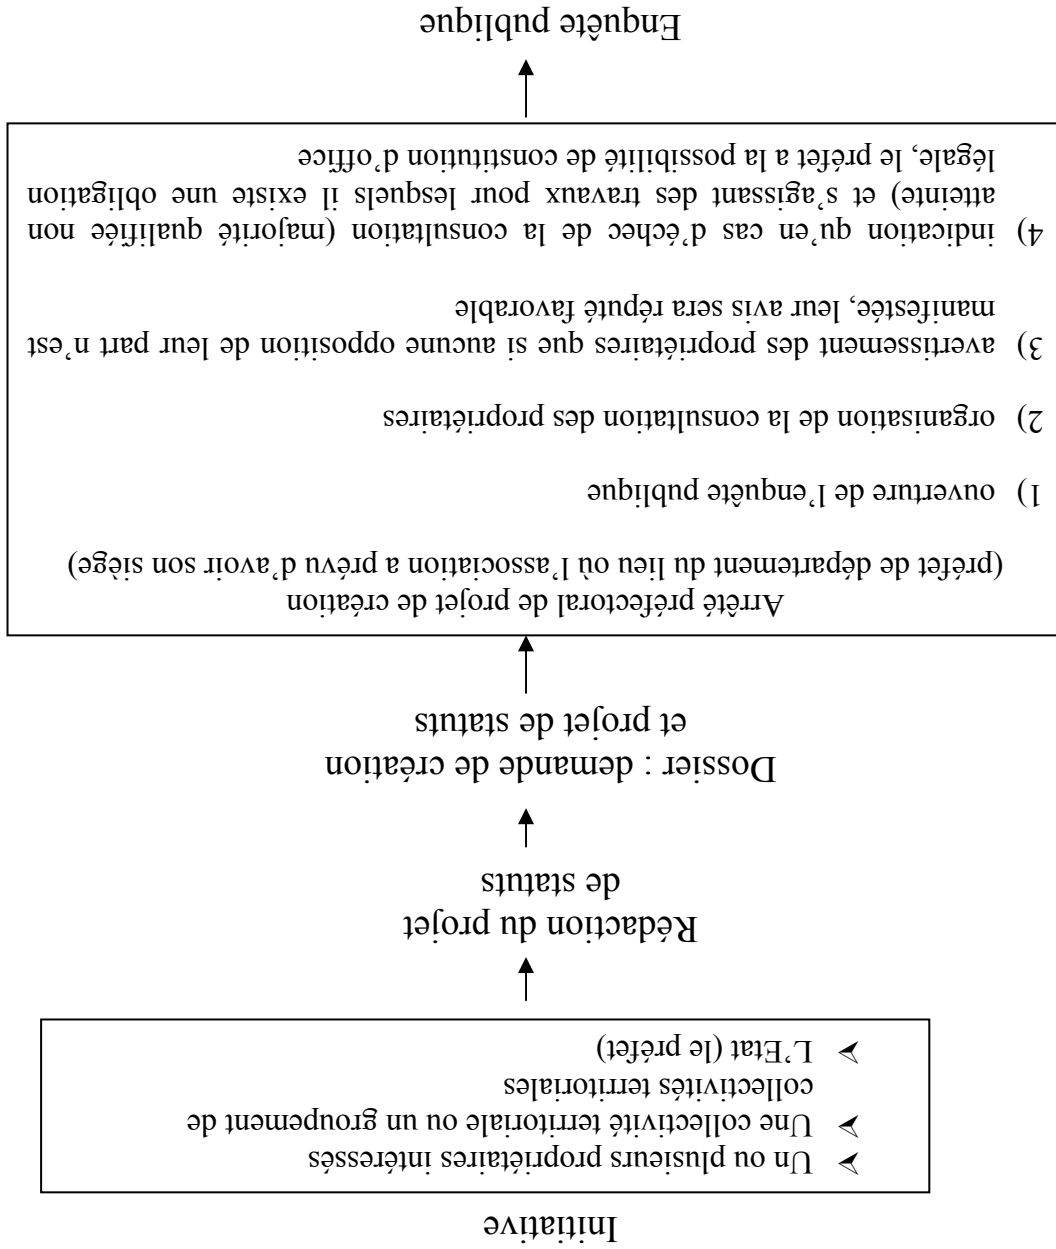 Initiative
➢ Un ou plusieurs propriétaires intéressés
➢ Une collectivité territoriale ou un groupement de
collectivités territoriales
➢ L’Etat (le préfet)
Rédaction du projet
de statuts
Dossier : demande de création
et projet de statuts
Arrêté préfectoral de projet de création
(préfet de département du lieu où l’association a prévu d’avoir son siège)
1) ouverture de l’enquête publique
2) organisation de la consultation des propriétaires
3) avertissement des propriétaires que si aucune opposition de leur part n’est
manifestée, leur avis sera réputé favorable
4) indication qu’en cas d’échec de la consultation (majorité qualifiée non
atteinte) et s’agissant des travaux pour lesquels il existe une obligation
légale, le préfet a la possibilité de constitution d’office
Enquête publique